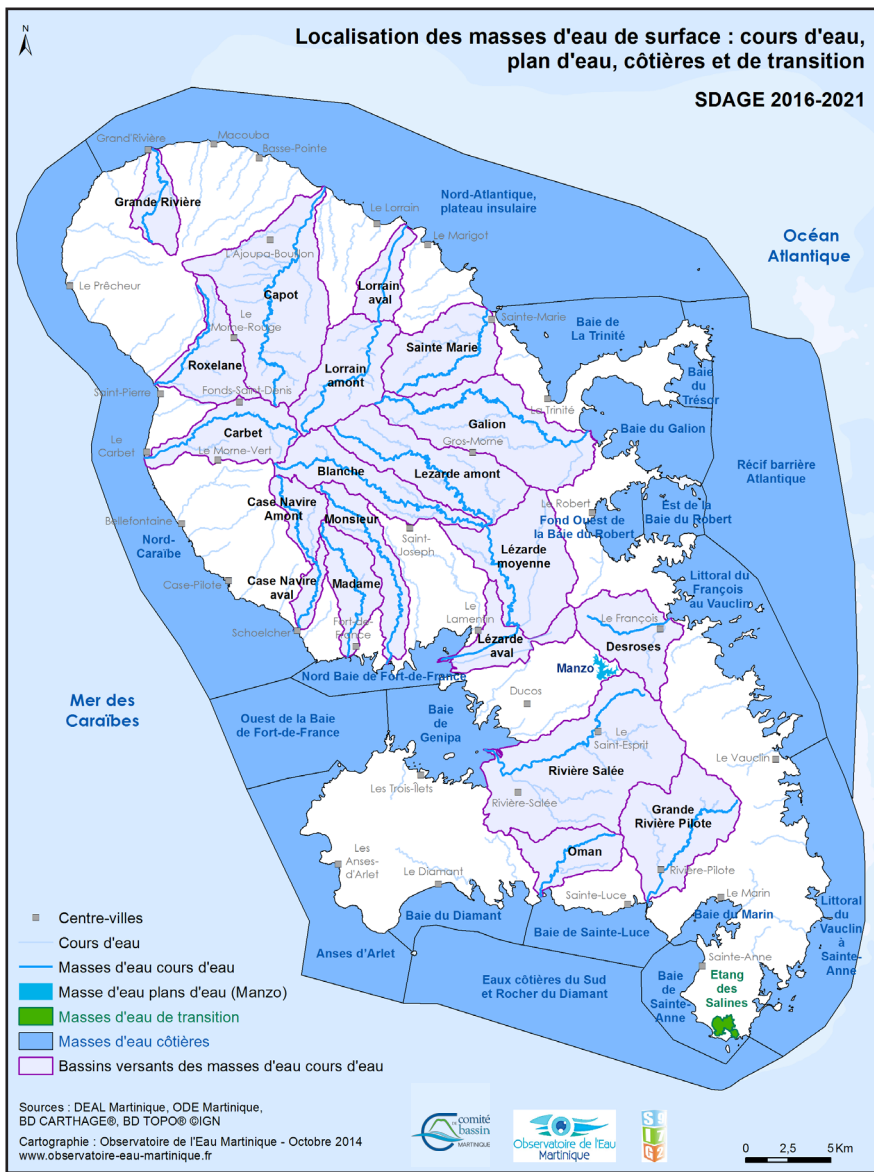 N
Localisation des masses d'eau de surface : cours d'eau,
plan d'eau, côtières et de transition
SDAGE 2016-2021
Grand'Rivière
Macouba
Basse-Pointe
Grande Rivière
Nord-Atlantique,
plateau insulaire
Le Lorrain
Le Marigot
Océan
Atlantique
L'Ajoupa-Bouillon
Le Prêcheur
Capot
Lorrain
aval
Le
Morne-Rouge
Sainte-Marie
Baie de
La Trinité
Sainte Marie
Roxelane
Lorrain
amont
Baie
du
Trésor
Saint-Pierre
Fonds-Saint-Denis
La Trinité
Galion
Baie du Galion
Carbet
Le
Carbet
Le Morne-Vert
Gros-Morne
Récif barrière
Atlantique
Blanche
Lezarde amont
Case Navire
Amont
Monsieur
Le Robert
Est de la
Baie du Robert
Fond Ouest de
la Baie du Robert
Bellefontaine
Saint-
Joseph
Nord-
Caraïbe
Lézarde
moyenne
Case-Pilote
Case Navire
aval
Madame
Littoral du
François
au Vauclin
Le
Lamentin
Le François
Schoelcher
Fort-de-
France
Lézarde
aval
Desroses
Nord Baie de Fort-de-France
Manzo
Mer des
Caraïbes
Ouest de la Baie
de Fort-de-France
Baie
de
Genipa
Ducos
Le
Saint-Esprit
Le Vauclin
Rivière Salée
Les Trois-Îlets
Rivière-Salée
Grande
Rivière Pilote
Les
Anses-
d'Arlet
Oman
Le Diamant
Rivière-Pilote
Sainte-Luce
Le Marin
Baie du Marin
Littoral
du
Vauclin
à
Sainte-
Anne
Baie du Diamant
Baie de Sainte-Luce
Anses d'Arlet
Eaux côtières du Sud
et Rocher du Diamant
Sainte-Anne
Baie
de
Sainte-
Anne
Etang
des
Salines
Centre-villes
Cours d'eau
Masses d'eau cours d'eau
Masse d'eau plans d'eau (Manzo)
Masses d'eau de transition
Masses d'eau côtières
Bassins versants des masses d'eau cours d'eau
Sources : DEAL Martinique, ODE Martinique,
BD CARTHAGE®, BD TOPO® ©IGN
Cartographie : Observatoire de l'Eau Martinique - Octobre 2014
www.observatoire-eau-martinique.fr
comité
bassin
MARTINIQUE
Observatoire de l'Eau
Martinique
0 2,5 5 Km